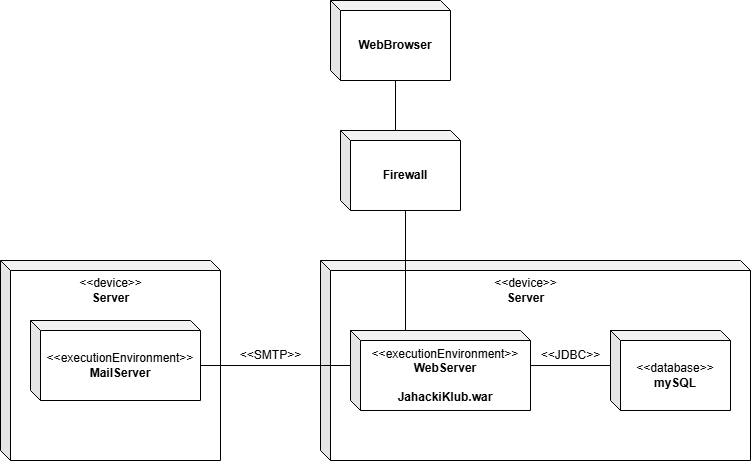 WebBrowser
Firewall
<<device>>
Server
<<executionEnvironment>>
MailServer
<<SMTP>>
<<device>>
Server
<<executionEnvironment>>
WebServer
JahackiKlub.war
<<JDBC>>
<<database>>
mySQL